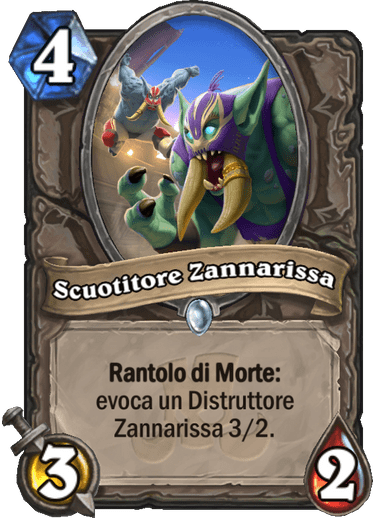 4
Scuotitore Zannarissa
Rantolo di Morte:
evoca un Distruttore
Zannarissa 3/2.
3
2